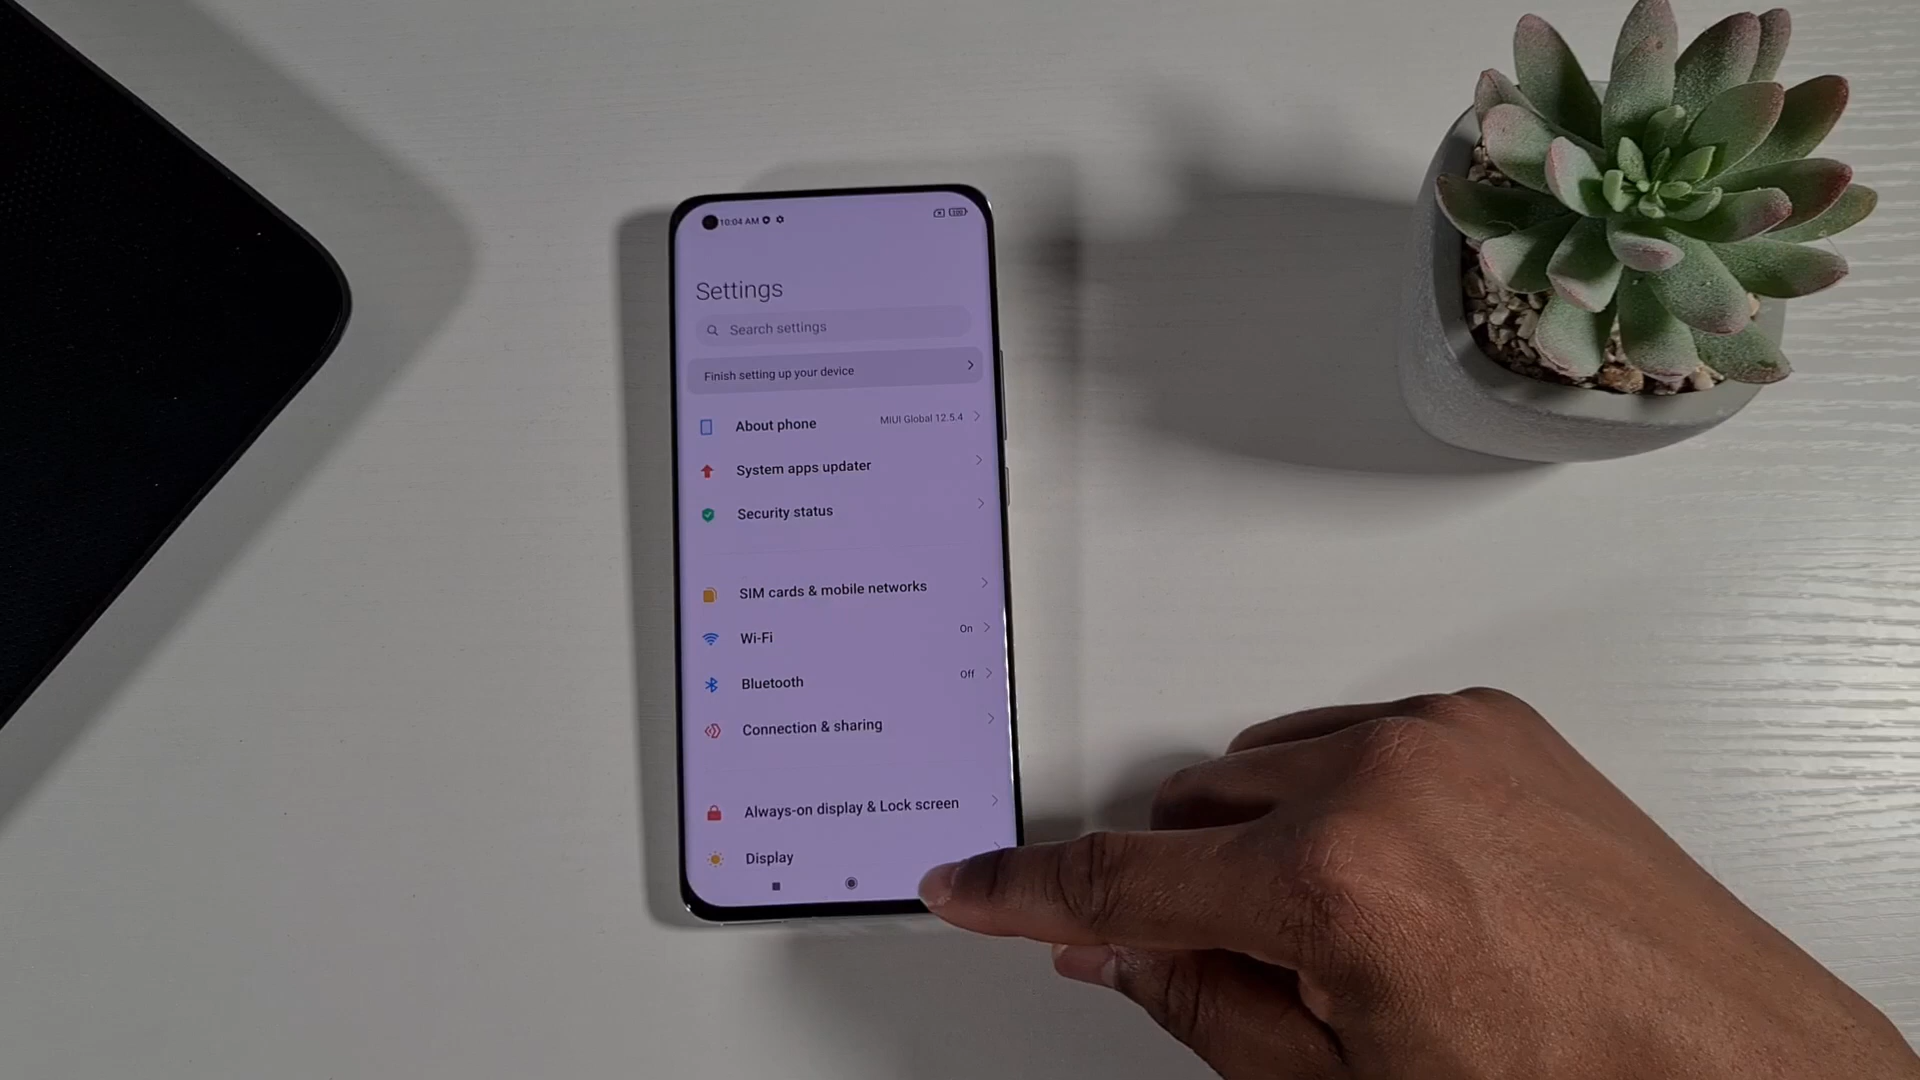 10:04 AM
100
Settings
Search settings
Finish setting up your device
About phone MIUI Global 12.5.4
System apps updater
Security status
SIM cards & mobile networks
Wi-Fi On
Bluetooth Off
Connection & sharing
Always-on display & Lock screen
Display